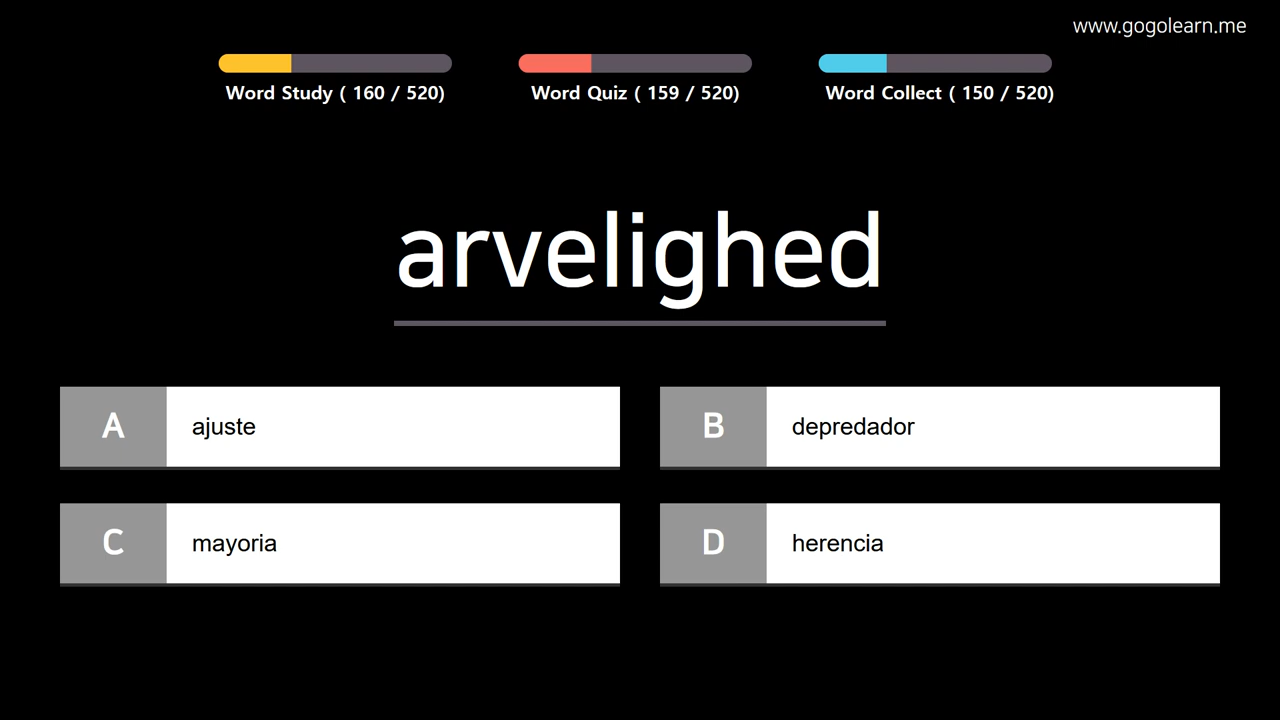 www.gogolearn.me
Word Study ( 160 / 520)
Word Quiz ( 159 / 520)
Word Collect ( 150 / 520)
arvelighed
A ajuste
B depredador
C mayoria
D herencia